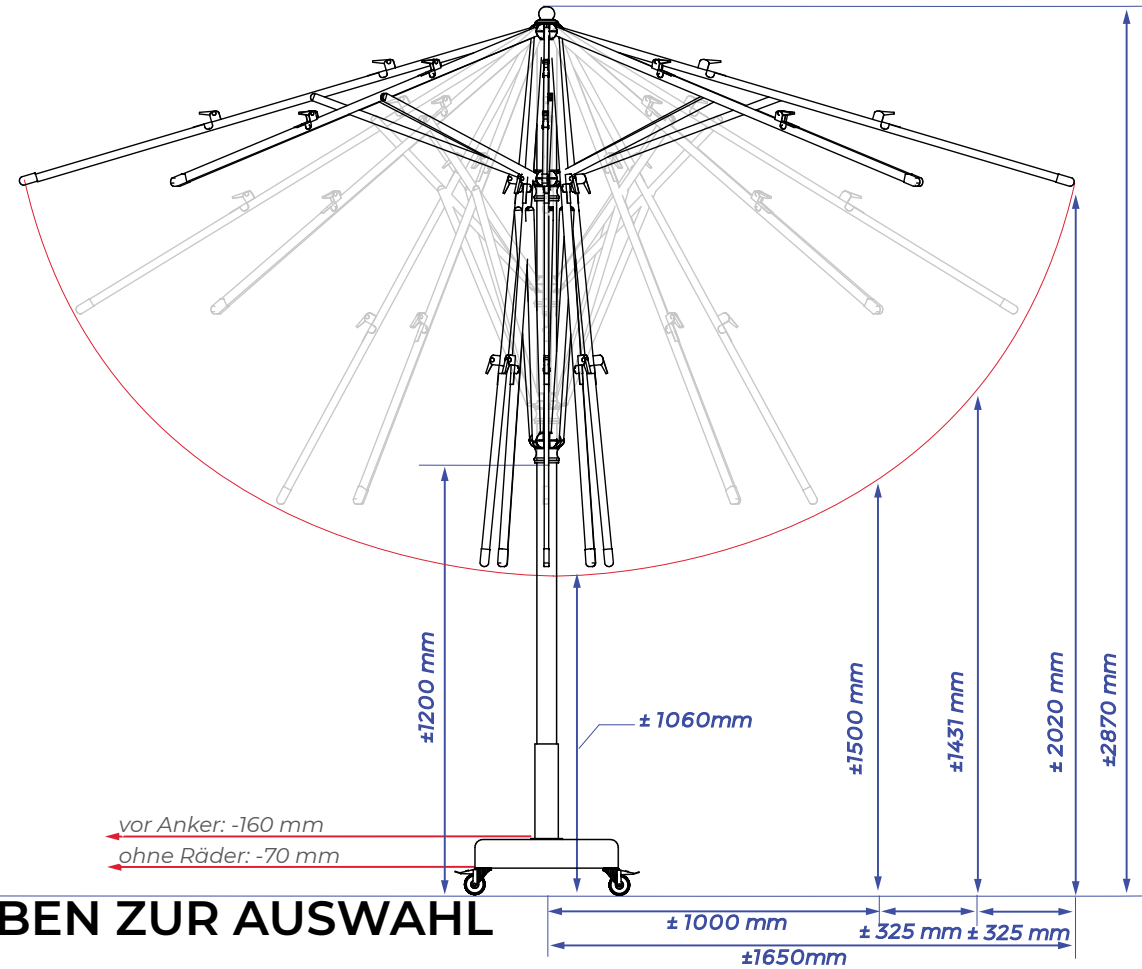 ±1200 mm
± 1060mm
±1500 mm
±1431 mm
± 2020 mm
±2870 mm
vor Anker: -160 mm
ohne Räder: -70 mm
BEN ZUR AUSWAHL
± 1000 mm
± 325 mm
± 325 mm
±1650mm